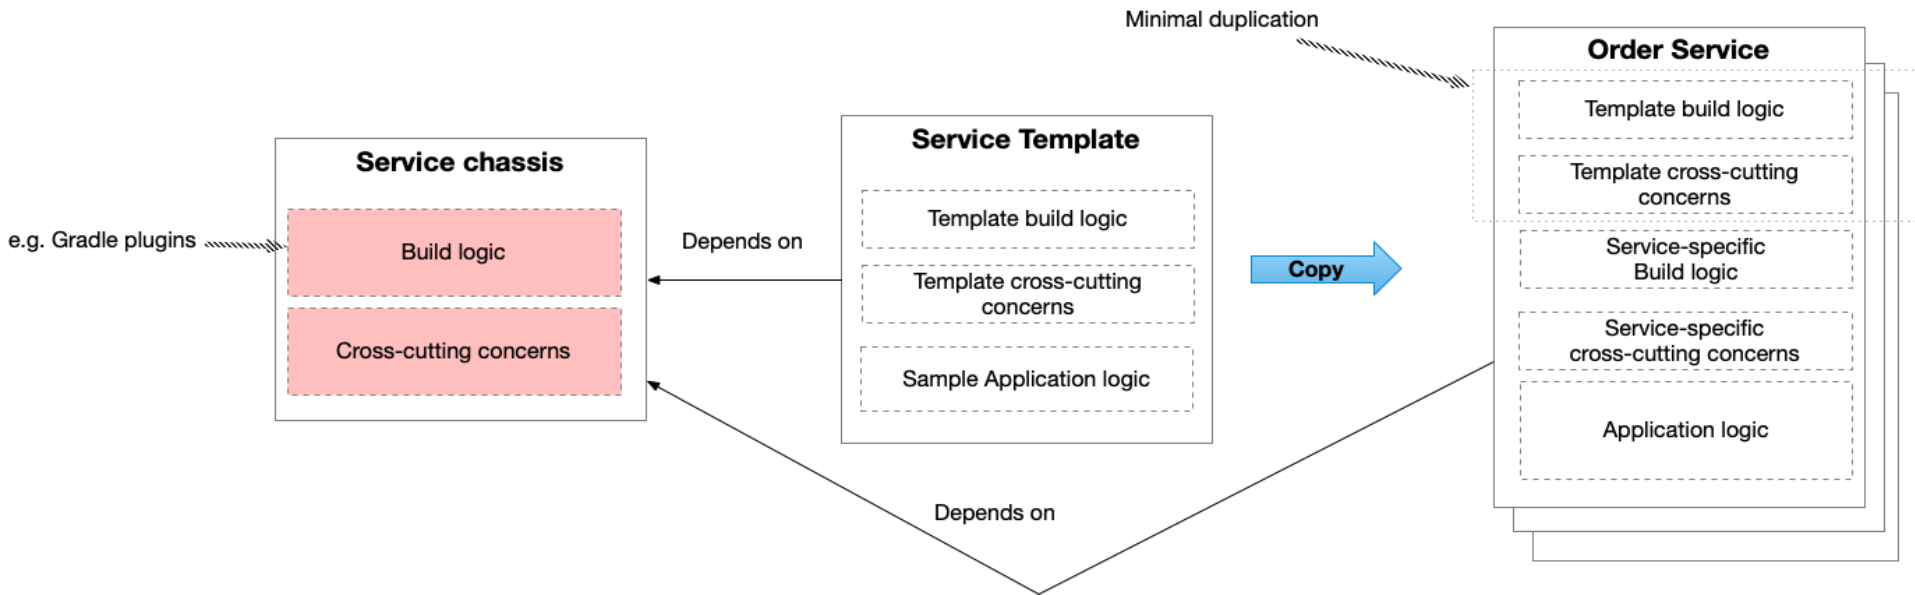 Minimal duplication
e.g. Gradle plugins
Service chassis
Build logic
Cross-cutting concerns
Depends on
Service Template
Template build logic
Template cross-cutting
concerns
Sample Application logic
Depends on
Copy
Order Service
Template build logic
Template cross-cutting
concerns
Service-specific
Build logic
Service-specific
cross-cutting concerns
Application logic